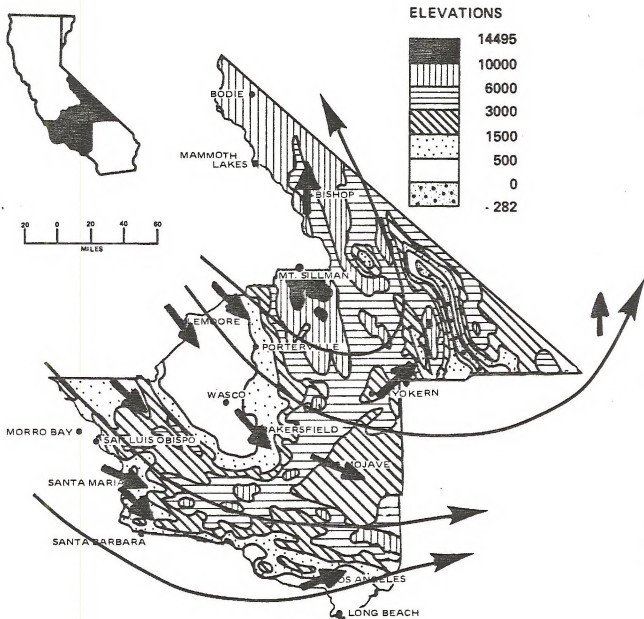 ELEVATIONS
14495
10000
6000
3000
1500
500
0
- 282
BODIE
MAMMOTH LAKES
BISHOP
20 0 20 40 60
MILES
MT. SILLMAN
LEMOORE
PORTERVILLE
WASCO
YOKERN
MORRO BAY
SAN LUIS OBISPO
AKERSFIELD
MOJAVE
SANTA MARIA
SANTA BARBARA
OS ANGELES
LONG BEACH